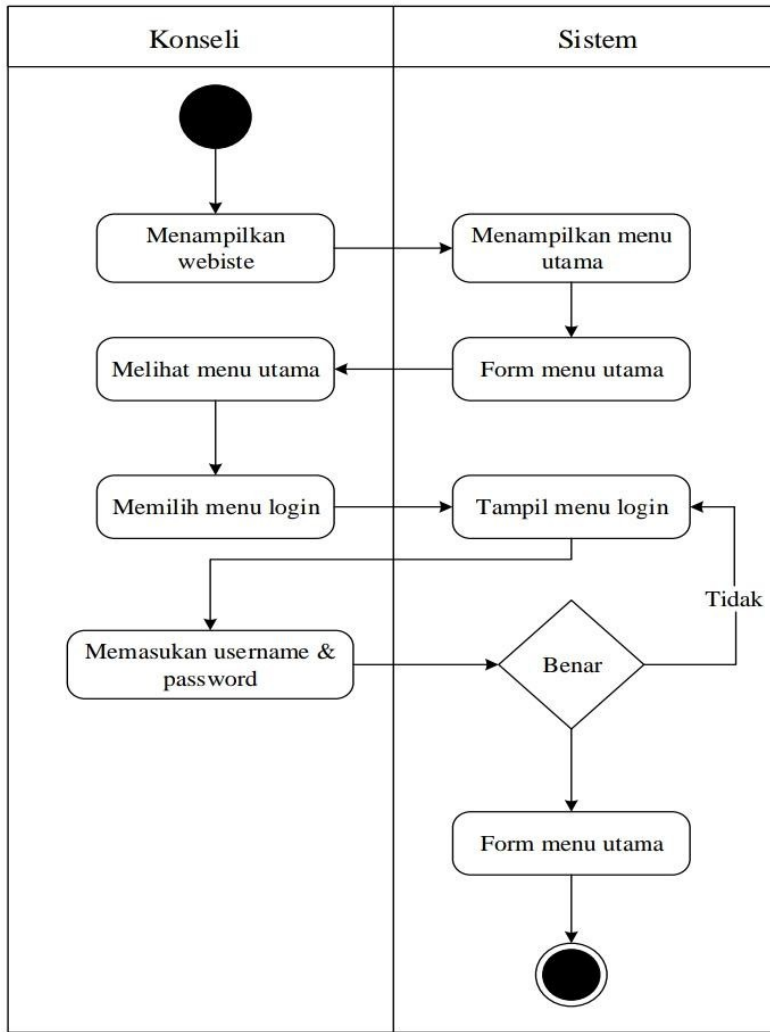 Konseli
Sistem
Menampilkan
webiste
Menampilkan menu
utama
Melihat menu utama
Form menu utama
Memilih menu login
Tampil menu login
Tidak
Memasukan username &
password
Benar
Form menu utama